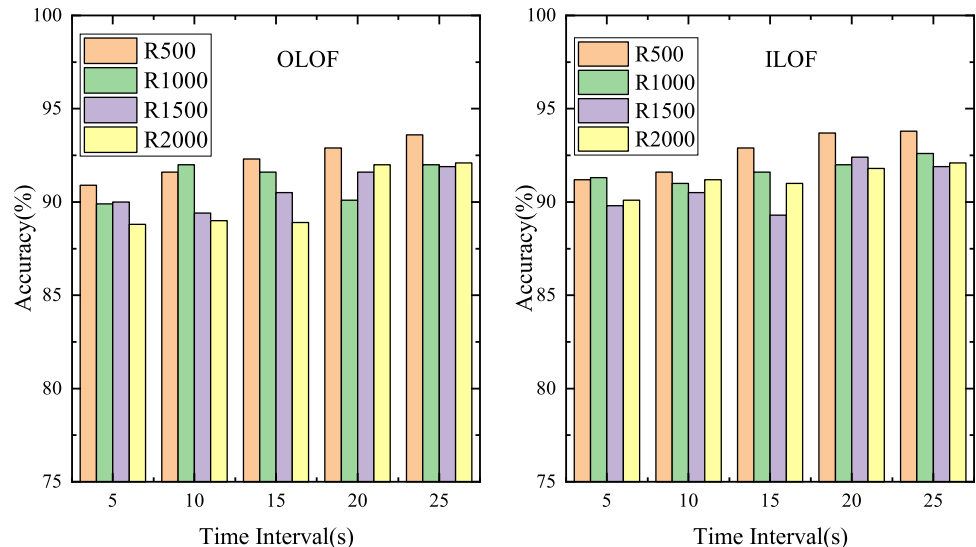 100
95
90
85
80
75
Accuracy(%)
R500
R1000
R1500
R2000
OLOF
5 10 15 20 25
Time Interval(s)
100
95
90
85
80
75
Accuracy(%)
R500
R1000
R1500
R2000
ILOF
5 10 15 20 25
Time Interval(s)